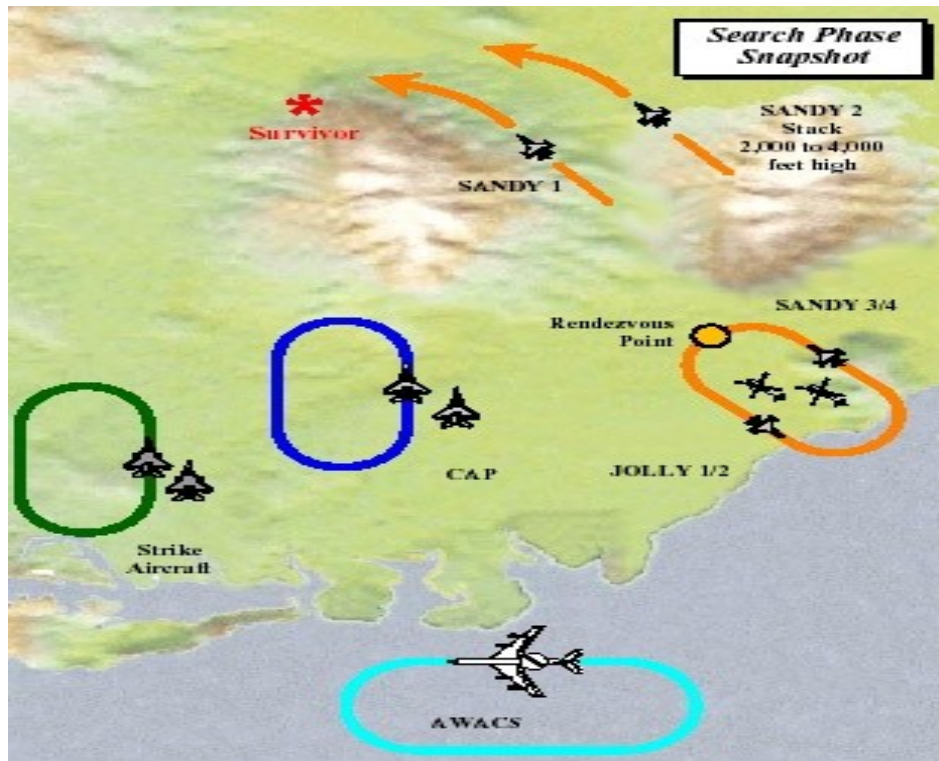 Search Phase
Snapshot
Survivor
SANDY 2
Stack
2,000 to 4,000
feet high
SANDY 1
SANDY 3/4
Rendezvous
Point
CAP
JOLLY 1/2
Strike
Aircraft
AWACS